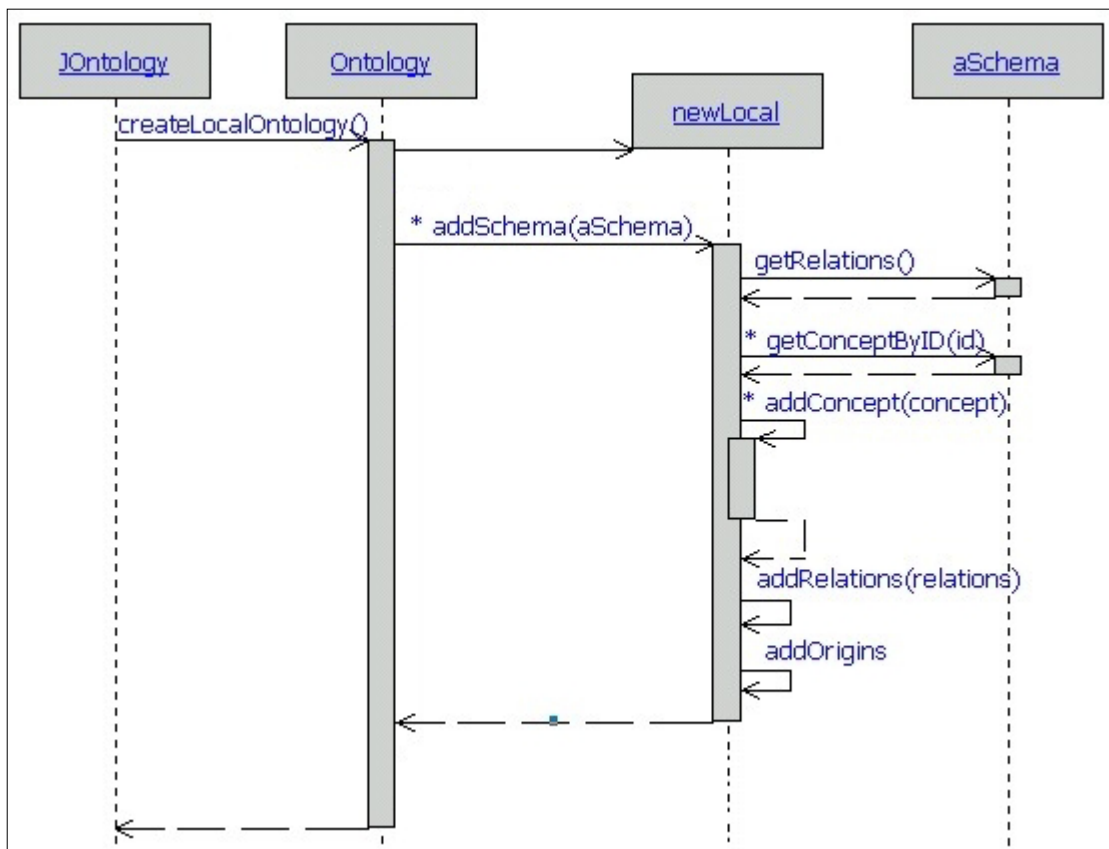 JOntology
Ontology
aSchema
newLocal
createLocalOntology()
* addSchema(aSchema)
getRelations()
* getConceptByID(id)
* addConcept(concept)
addRelations(relations)
addOrigins